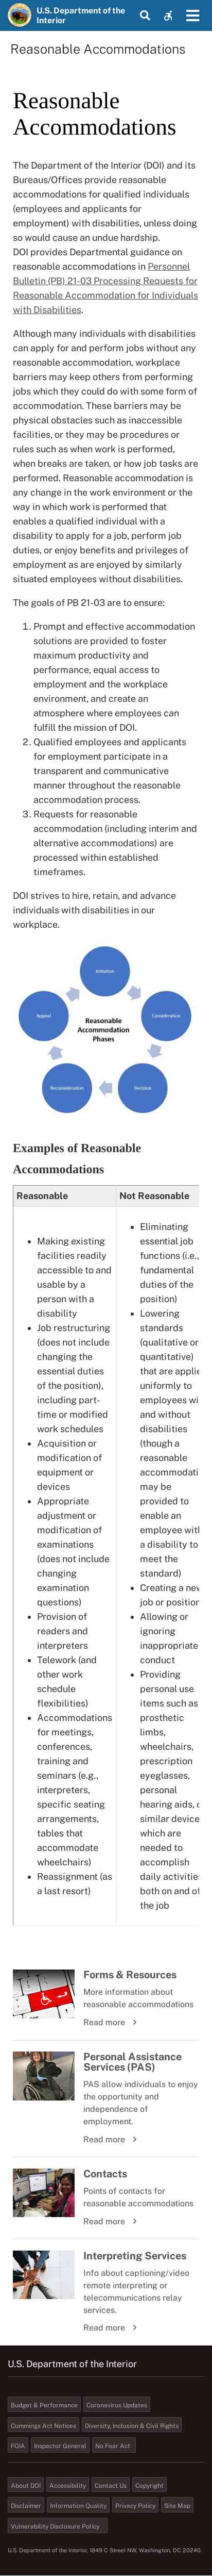 U.S. Department of the
Interior
Reasonable Accommodations
Reasonable
Accommodations
The Department of the Interior (DOI) and its
Bureaus/Offices provide reasonable
accommodations for qualified individuals
(employees and applicants for
employment) with disabilities, unless doing
so would cause an undue hardship.
DOI provides Departmental guidance on
reasonable accommodations in Personnel
Bulletin (PB) 21-03 Processing Requests for
Reasonable Accommodation for Individuals
with Disabilities.
Although many individuals with disabilities
can apply for and perform jobs without any
reasonable accommodation, workplace
barriers may keep others from performing
jobs which they could do with some form of
accommodation. These barriers may be
physical obstacles such as inaccessible
facilities, or they may be procedures or
rules such as when work is performed,
when breaks are taken, or how tasks are
performed. Reasonable accommodation is
any change in the work environment or the
way in which work is performed that
enables a qualified individual with a
disability to apply for a job, perform job
duties, or enjoy benefits and privileges of
employment as are enjoyed by similarly
situated employees without disabilities.
The goals of PB 21-03 are to ensure:
1. Prompt and effective accommodation
solutions are provided to foster
maximum productivity and
performance, equal access to
employment and the workplace
environment, and create an
atmosphere where employees can
fulfill the mission of DOI.
2. Qualified employees and applicants
for employment participate in a
transparent and communicative
manner throughout the reasonable
accommodation process.
3. Requests for reasonable
accommodation (including interim and
alternative accommodations) are
processed within established
timeframes.
DOI strives to hire, retain, and advance
individuals with disabilities in our
workplace.
Initiation
Appeal
Consideration
Reasonable
Accommodation
Phases
Reconsideration
Decision
Examples of Reasonable
Accommodations
Reasonable
• Making existing
facilities readily
accessible to and
usable by a
person with a
disability
• Job restructuring
(does not include
changing the
essential duties
of the position),
including part-
time or modified
work schedules
• Acquisition or
modification of
equipment or
devices
• Appropriate
adjustment or
modification of
examinations
(does not include
changing
examination
questions)
• Provision of
readers and
interpreters
• Telework (and
other work
schedule
flexibilities)
• Accommodations
for meetings,
conferences,
training and
seminars (e.g.,
interpreters,
specific seating
arrangements,
tables that
accommodate
wheelchairs)
• Reassignment (as
a last resort)
Not Reasonable
• Eliminating
essential job
functions (i.e.,
fundamental
duties of the
position)
• Lowering
standards
(qualitative or
quantitative)
that are applie
uniformly to
employees wi
and without
disabilities
(though a
reasonable
accommodati
may be
provided to
enable an
employee with
a disability to
meet the
standard)
• Creating a new
job or position
• Allowing or
ignoring
inappropriate
conduct
• Providing
personal use
items such as
prosthetic
limbs,
wheelchairs,
prescription
eyeglasses,
personal
hearing aids, o
similar device
which are
needed to
accomplish
daily activities
both on and of
the job
Forms & Resources
More information about
reasonable accommodations
Read more
Personal Assistance
Services (PAS)
PAS allow individuals to enjoy
the opportunity and
independence of
employment.
Read more
Contacts
Points of contacts for
reasonable accommodations
Read more
Interpreting Services
Info about captioning/video
remote interpreting or
telecommunications relay
services.
Read more
U.S. Department of the Interior
Budget & Performance Coronavirus Updates
Cummings Act Notices Diversity, Inclusion & Civil Rights
FOIA Inspector General No Fear Act
About DOI Accessibility Contact Us Copyright
Disclaimer Information Quality Privacy Policy Site Map
Vulnerability Disclosure Policy
U.S. Department of the Interior, 1849 C Street NW, Washington, DC 20240.